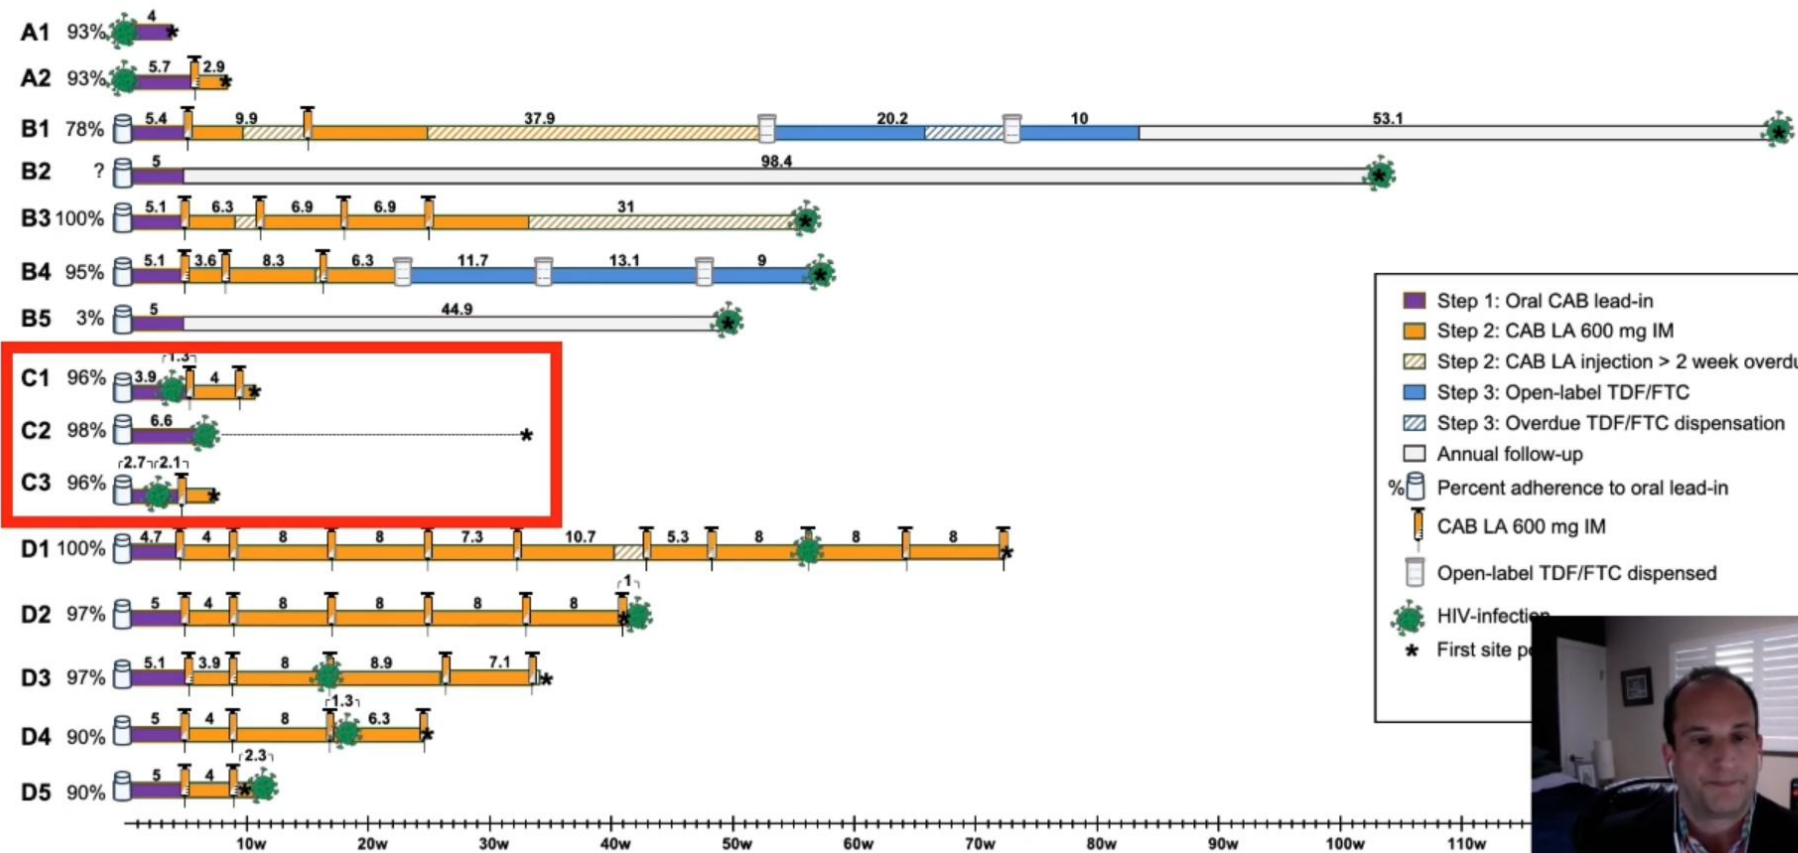 4
A1 93%
5.7 2.9
A2 93%
5.4 9.9 37.9 20.2 10 53.1
B1 78%
5 98.4
B2 ?
5.1 6.3 6.9 6.9 31
B3 100%
5.1 3.6 8.3 6.3 11.7 13.1 9
B4 95%
5 44.9
B5 3%
1.3
C1 96% 3.9 4
6.6
C2 98%
2.7 2.1
C3 96%
4.7 4 8 8 7.3 10.7 5.3 8 8 8
D1 100%
1
5 4 8 8 8 8
D2 97%
5.1 3.9 8 8.9 7.1
D3 97%
1.3
5 4 8 6.3
D4 90%
2.3
5 4
D5 90%
10w 20w 30w 40w 50w 60w 70w 80w 90w 100w 110w
Step 1: Oral CAB lead-in
Step 2: CAB LA 600 mg IM
Step 2: CAB LA injection > 2 week overdu
Step 3: Open-label TDF/FTC
Step 3: Overdue TDF/FTC dispensation
Annual follow-up
% Percent adherence to oral lead-in
CAB LA 600 mg IM
Open-label TDF/FTC dispensed
HIV-infection
* First site